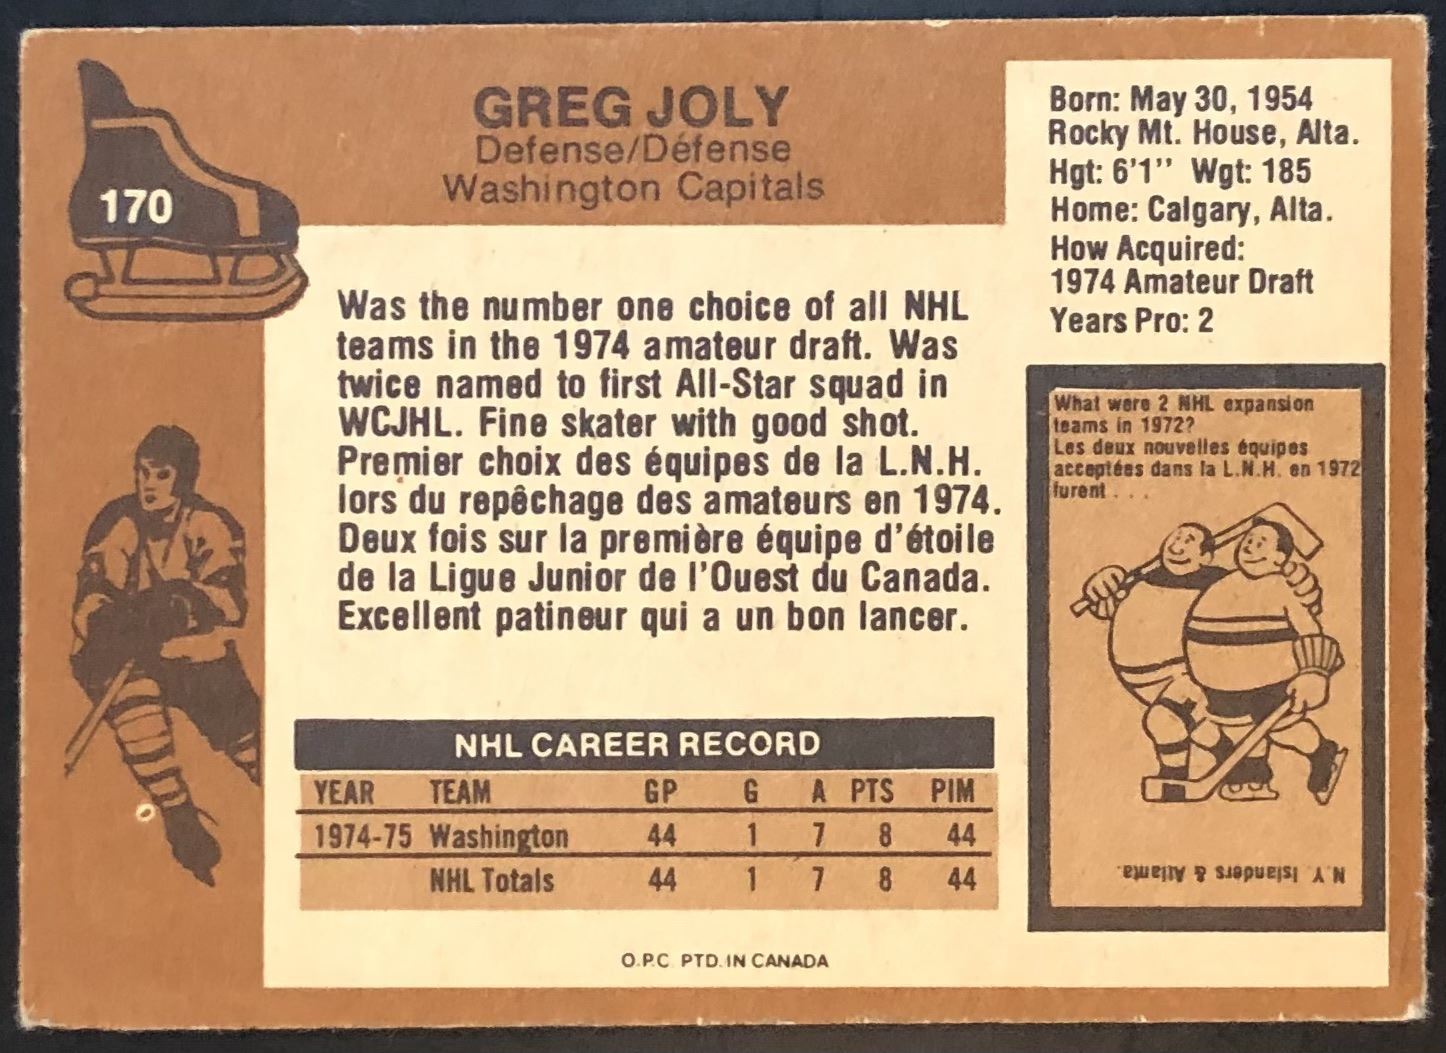 170
GREG JOLY
Defense/Défense
Washington Capitals
Born: May 30, 1954
Rocky Mt. House, Alta.
Hgt: 6'1" Wgt: 185
Home: Calgary, Alta.
How Acquired:
1974 Amateur Draft
Years Pro: 2
Was the number one choice of all NHL
teams in the 1974 amateur draft. Was
twice named to first All-Star squad in
WCJHL. Fine skater with good shot.
Premier choix des équipes de la L.N.H.
lors du repêchage des amateurs en 1974.
Deux fois sur la première équipe d'étoile
de la Ligue Junior de l'Ouest du Canada.
Excellent patineur qui a un bon lancer.
What were 2 NHL expansion
teams in 1972?
Les deux nouvelles équipes
acceptées dans la L.N.H. en 1972
furent . . .
N.Y. Islanders & Atlanta.
NHL CAREER RECORD
YEAR TEAM GP G A PTS PIM
1974-75 Washington 44 1 7 8 44
NHL Totals 44 1 7 8 44
O.P.C. PTD. IN CANADA